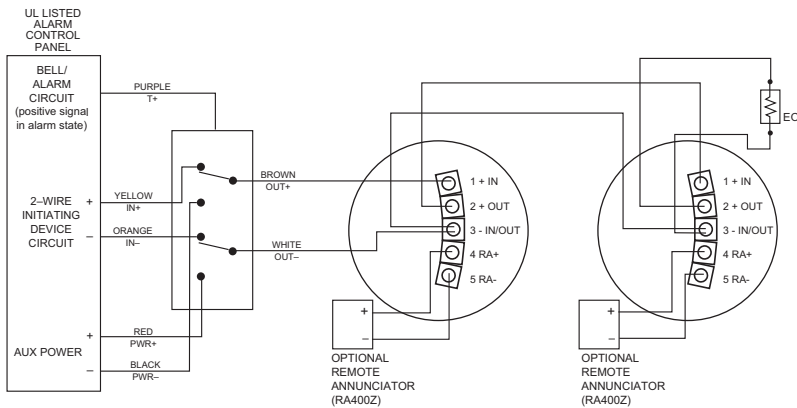 UL LISTED
ALARM
CONTROL
PANEL
BELL/
ALARM
CIRCUIT
(positive signal
in alarm state)
PURPLE
T+
2–WIRE
INITIATING
DEVICE
CIRCUIT
+
YELLOW
IN+
–
ORANGE
IN–
AUX POWER
+
RED
PWR+
–
BLACK
PWR–
BROWN
OUT+
WHITE
OUT–
1 + IN
2 + OUT
3 - IN/OUT
4 RA+
5 RA-
+
–
OPTIONAL
REMOTE
ANNUNCIATOR
(RA400Z)
1 + IN
2 + OUT
3 - IN/OUT
4 RA+
5 RA-
+
–
OPTIONAL
REMOTE
ANNUNCIATOR
(RA400Z)